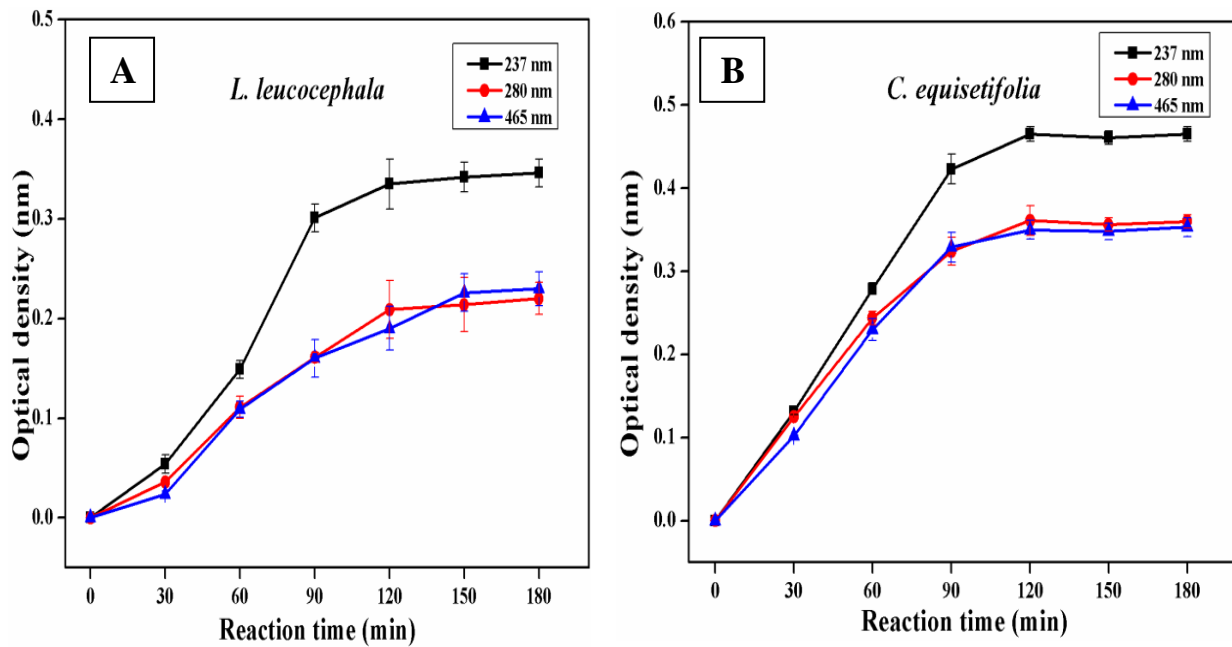 A
L. leucocephala
237 nm
280 nm
465 nm
0.5
0.4
0.3
0.2
0.1
0.0
Optical density (nm)
0 30 60 90 120 150 180
Reaction time (min)
B
C. equisetifolia
237 nm
280 nm
465 nm
0.6
0.5
0.4
0.3
0.2
0.1
0.0
Optical density (nm)
0 30 60 90 120 150 180
Reaction time (min)